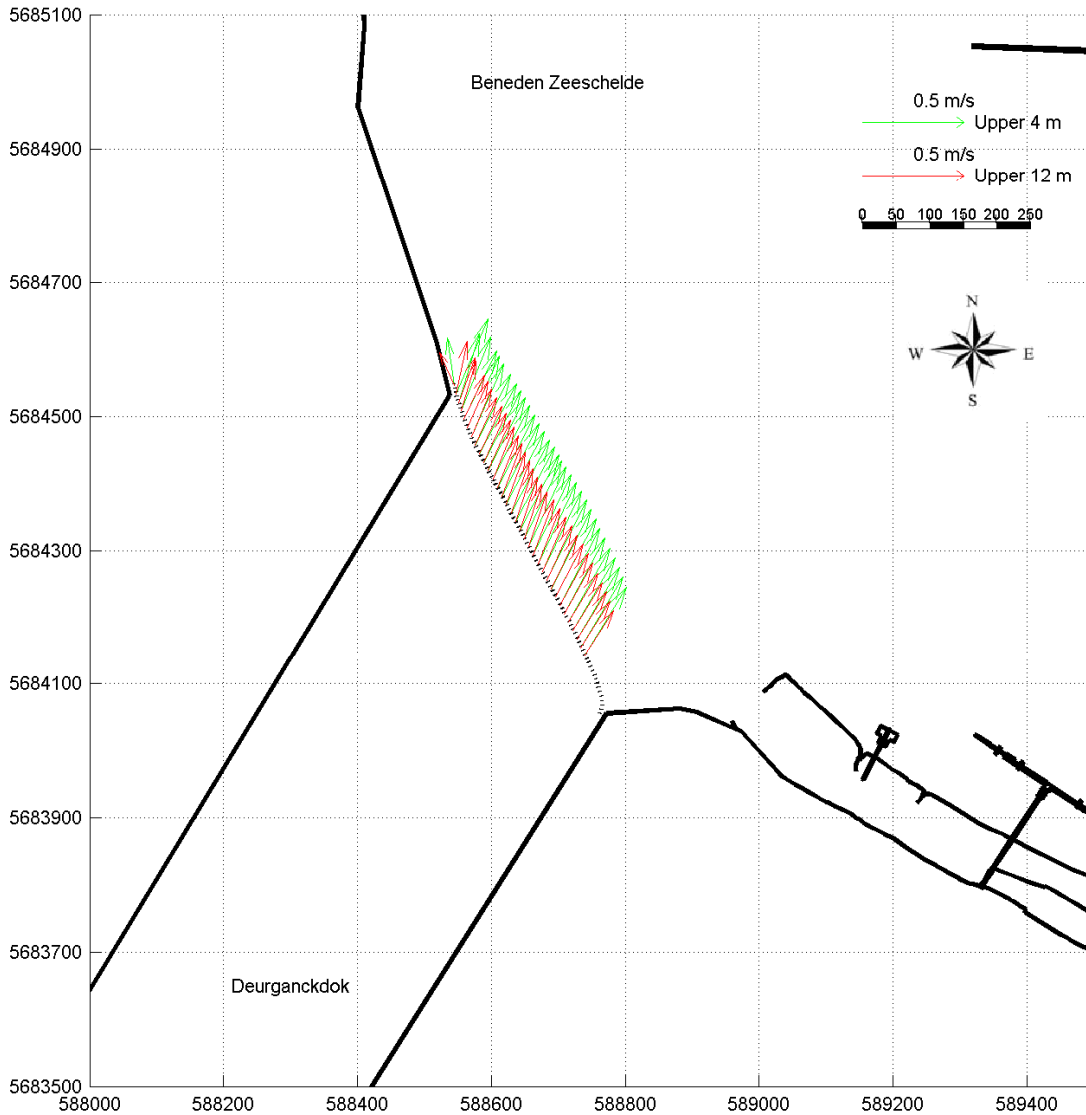 5685100
Beneden Zeeschelde
0.5 m/s
Upper 4 m
5684900
0.5 m/s
Upper 12 m
0 50 100 150 200 250
5684700
N
W E
S
5684500
5684300
5684100
5683900
5683700
Deurganckdok
5683500
588000 588200 588400 588600 588800 589000 589200 589400